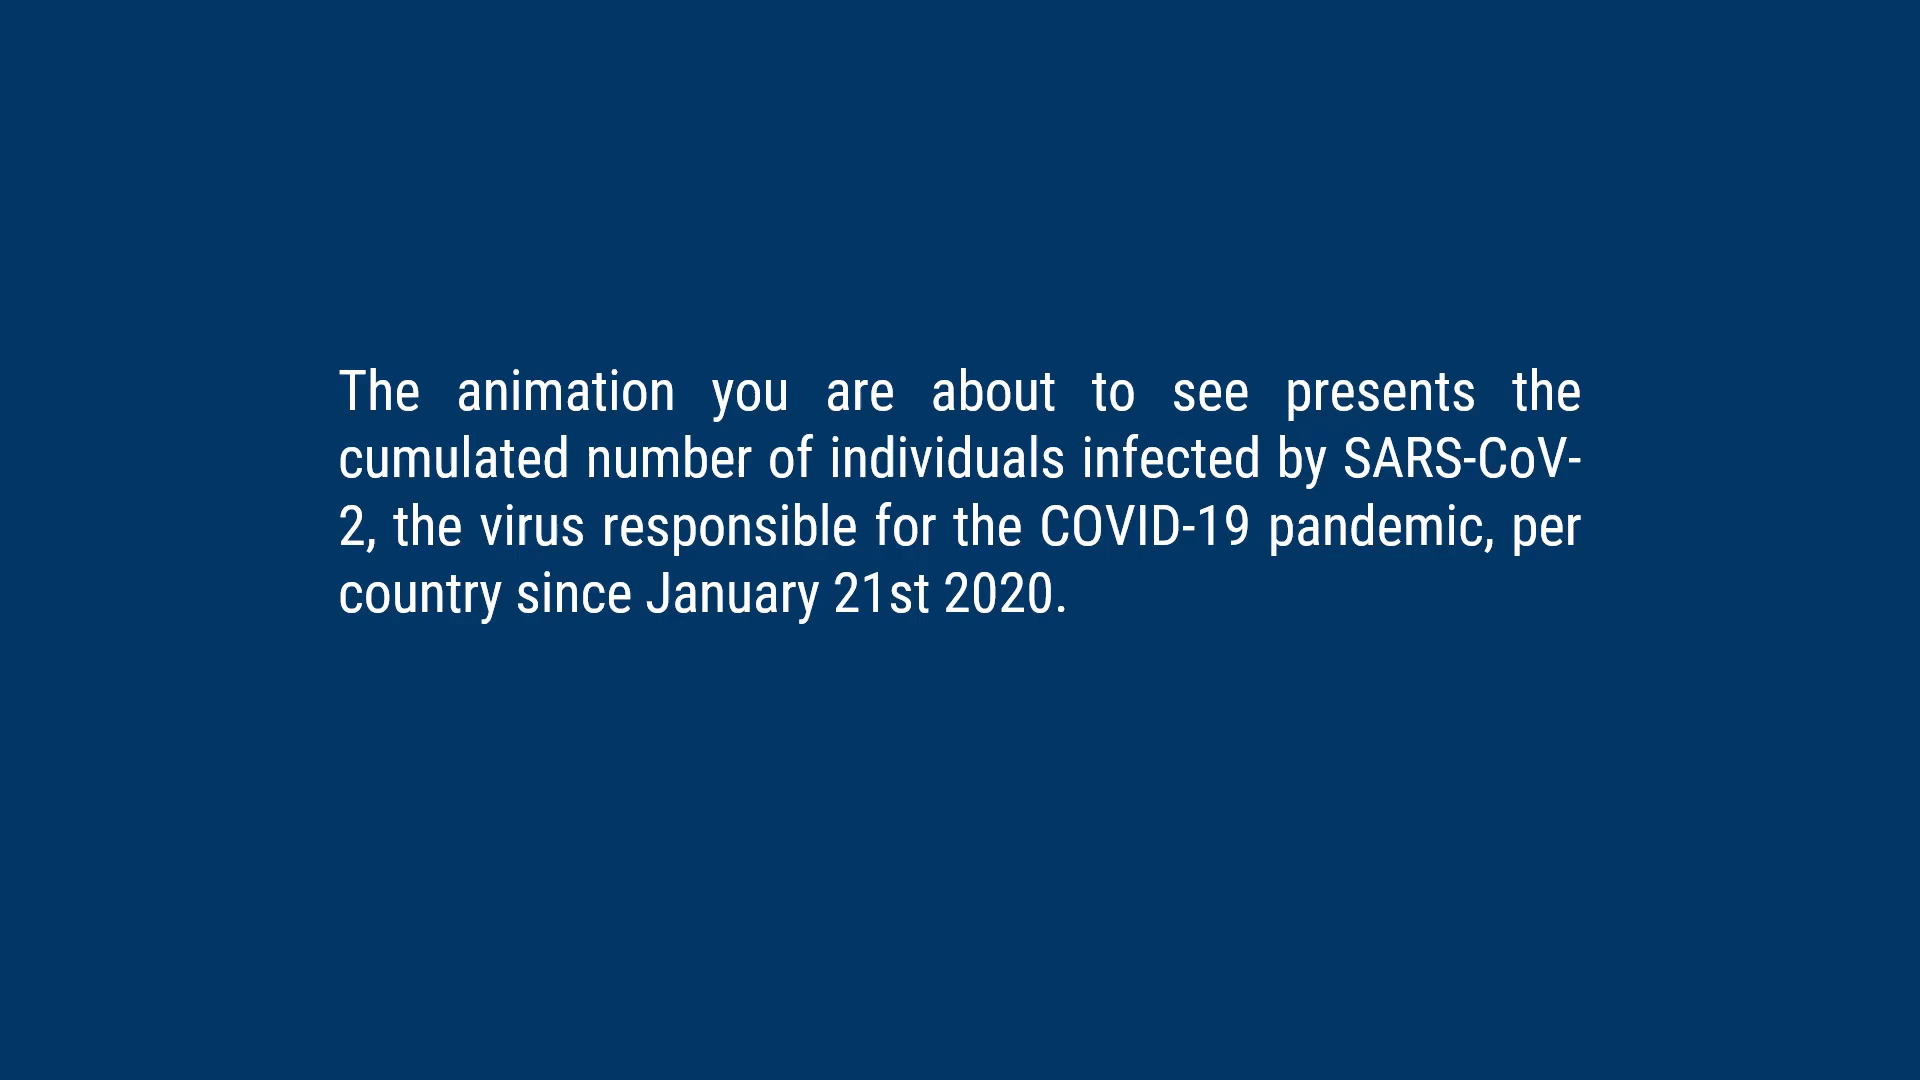 The animation you are about to see presents the
cumulated number of individuals infected by SARS-CoV-
2, the virus responsible for the COVID-19 pandemic, per
country since January 21st 2020.